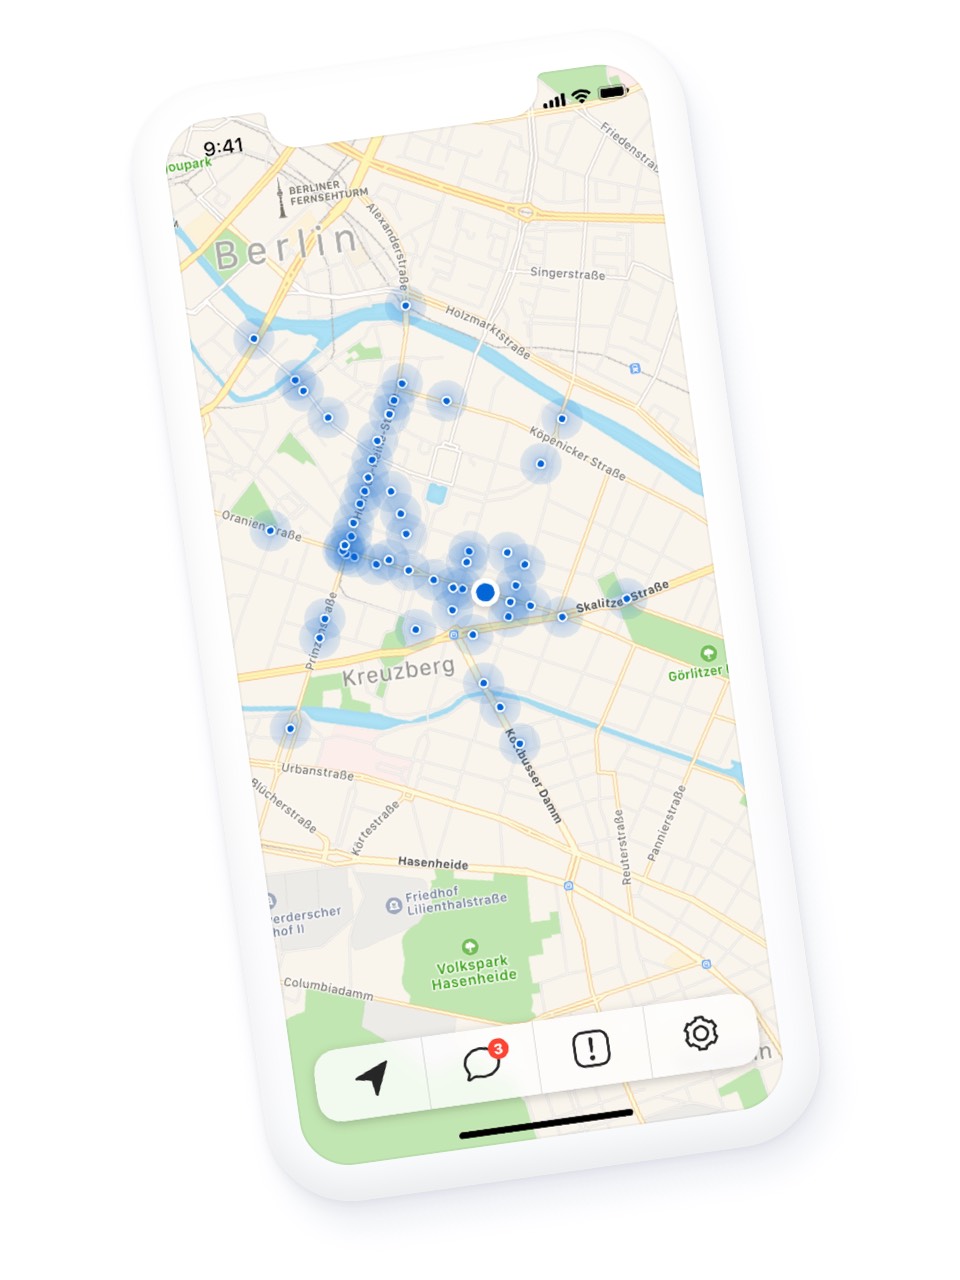 9:41
oupark
BERLINER
FERNSEHTURM
Berlin
Alexanderstraße
Friedenstraß
Singerstraße
Holzmarktstraße
Köpenicker Straße
Oranienstraße
Prinzenstraße
Skalitzer Straße
Görlitzer
Kreuzberg
Kottbusser Damm
Urbanstraße
Blücherstraße
Körtestraße
Hasenheide
Reuterstraße
Pannierstraße
Friedhof
Lilienthalstraße
erderscher
hof II
Volkspark
Hasenheide
Columbiadamm
3
n